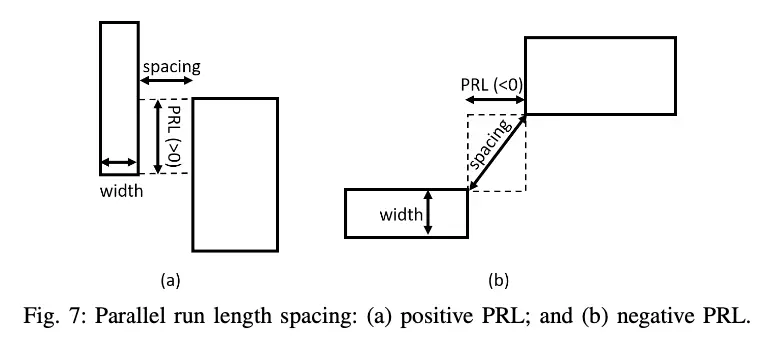 spacing
PRL (>0)
width
(a)
PRL (<0)
spacing
width
(b)
Fig. 7: Parallel run length spacing: (a) positive PRL; and (b) negative PRL.